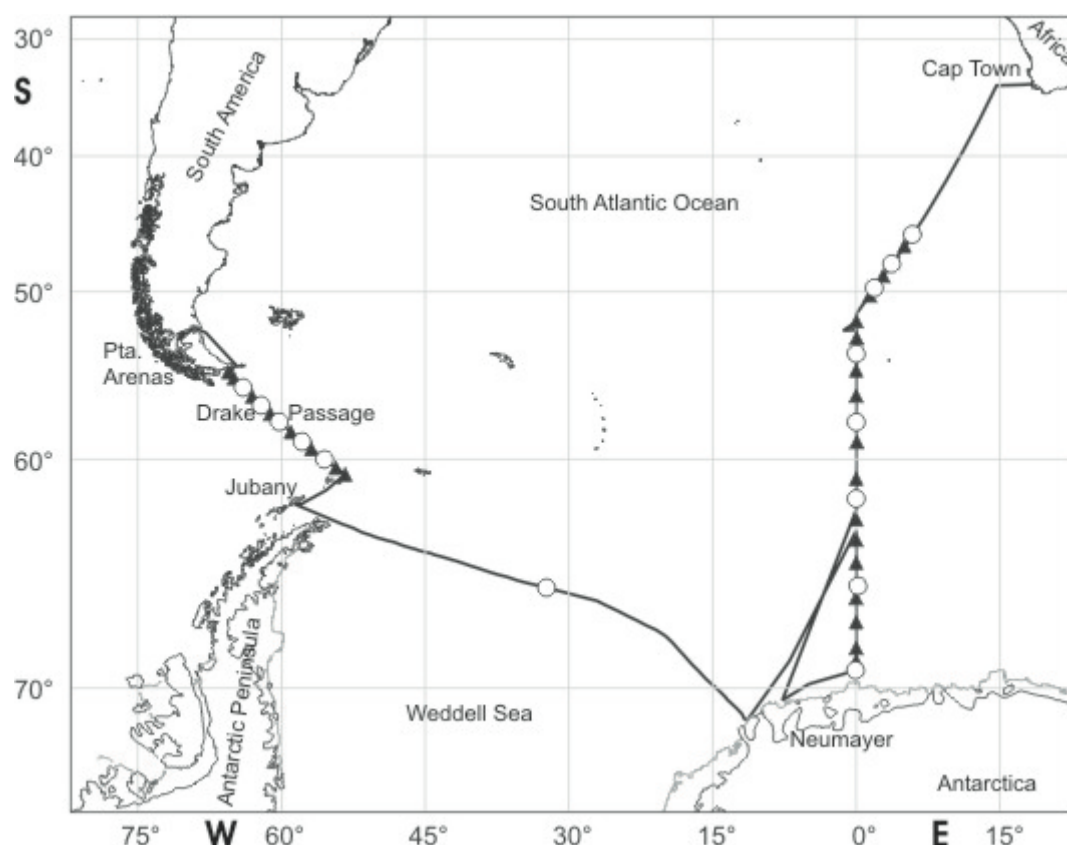 30°
S
40°
50°
60°
70°
South America
Africa
Cap Town
South Atlantic Ocean
Pta.
Arenas
Drake Passage
Jubany
Antarctic Peninsula
Weddell Sea
Neumayer
Antarctica
75° W 60° 45° 30° 15° 0° E 15°